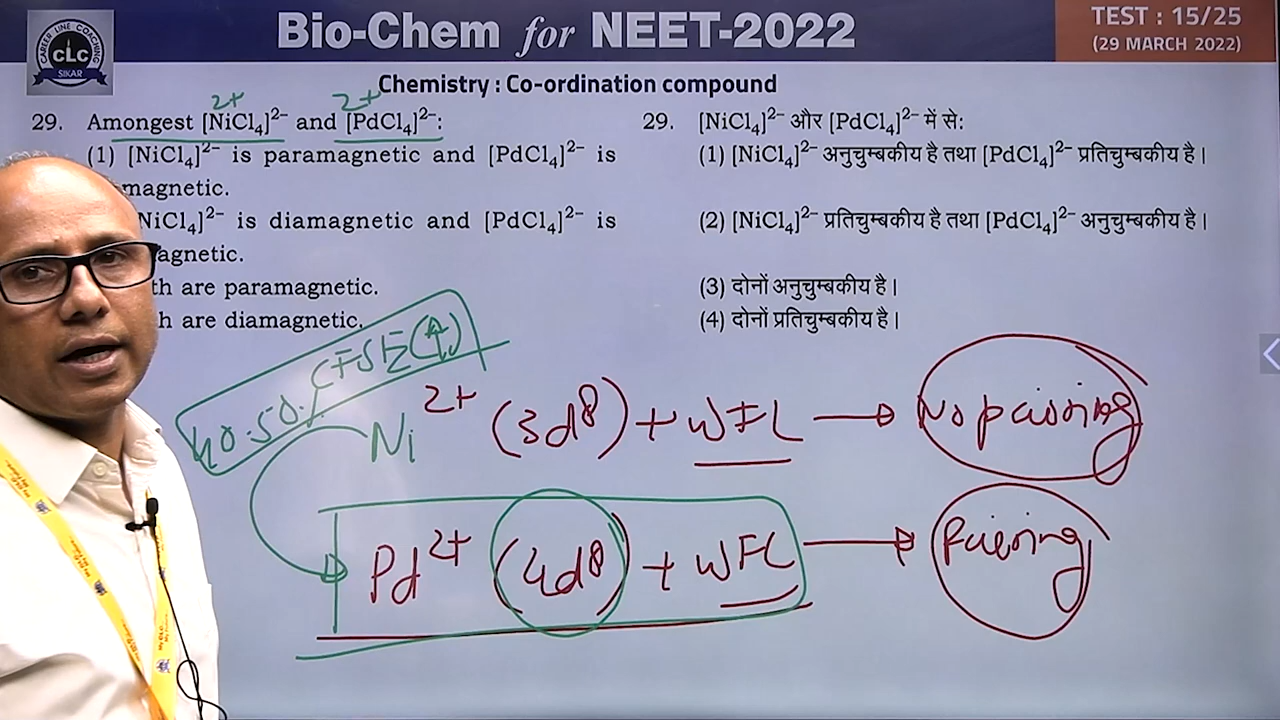 Bio-Chem for NEET-2022
TEST : 15/25
(29 MARCH 2022)
CAREER LINE COACHING
CLC
SIKAR
Chemistry : Co-ordination compound
2+ 2+
29. Amongest [NiCl₄]²⁻ and [PdCl₄]²⁻:
(1) [NiCl₄]²⁻ is paramagnetic and [PdCl₄]²⁻ is
magnetic.
NiCl₄]²⁻ is diamagnetic and [PdCl₄]²⁻ is
agnetic.
th are paramagnetic.
h are diamagnetic.
29. [NiCl₄]²⁻ और [PdCl₄]²⁻ में से:
(1) [NiCl₄]²⁻ अनुचुम्बकीय है तथा [PdCl₄]²⁻ प्रतिचुम्बकीय है।
(2) [NiCl₄]²⁻ प्रतिचुम्बकीय है तथा [PdCl₄]²⁻ अनुचुम्बकीय है।
(3) दोनों अनुचुम्बकीय है।
(4) दोनों प्रतिचुम्बकीय है।
40-50% CFSE(↑)
Ni²⁺ (3d⁸) + WFL → No pairing
Pd²⁺ (4d⁸) + WFL → Pairing